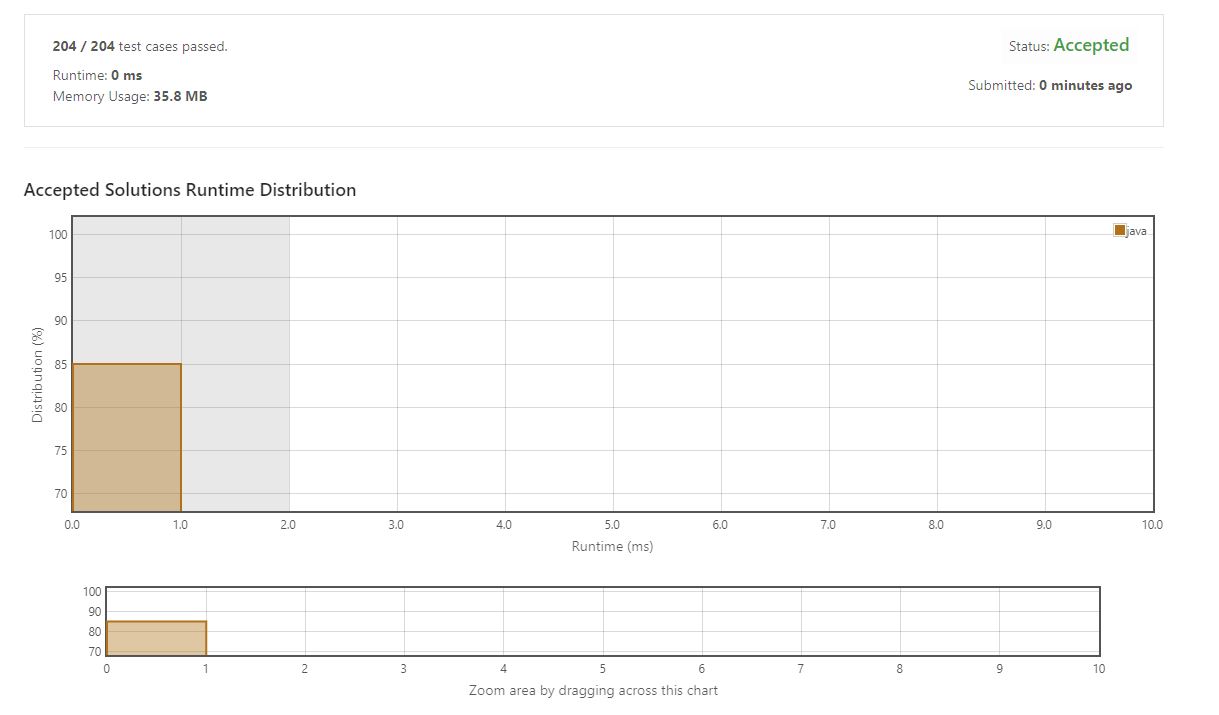 204 / 204 test cases passed.
Status: Accepted
Runtime: 0 ms
Submitted: 0 minutes ago
Memory Usage: 35.8 MB
Accepted Solutions Runtime Distribution
java
100
95
90
85
80
75
70
Distribution (%)
0.0 1.0 2.0 3.0 4.0 5.0 6.0 7.0 8.0 9.0 10.0
Runtime (ms)
100
90
80
70
0 1 2 3 4 5 6 7 8 9 10
Zoom area by dragging across this chart